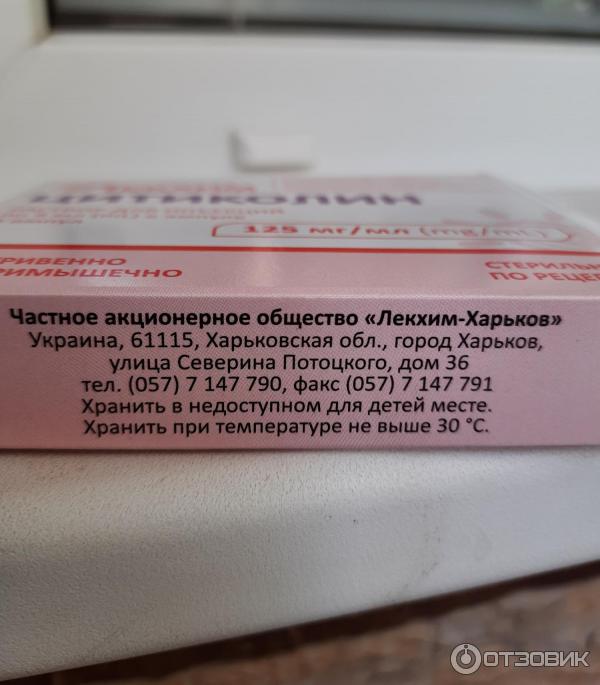 ЦИТИКОЛИН
125 мг/мл (mg/ml)
СТЕРИЛЬН
ПО РЕЦЕП
РИВЕННО
РИМЫШЕЧНО
Частное акционерное общество «Лекхим-Харьков»
Украина, 61115, Харьковская обл., город Харьков,
улица Северина Потоцкого, дом 36
тел. (057) 7 147 790, факс (057) 7 147 791
Хранить в недоступном для детей месте.
Хранить при температуре не выше 30 °С.
ОТЗОВИК